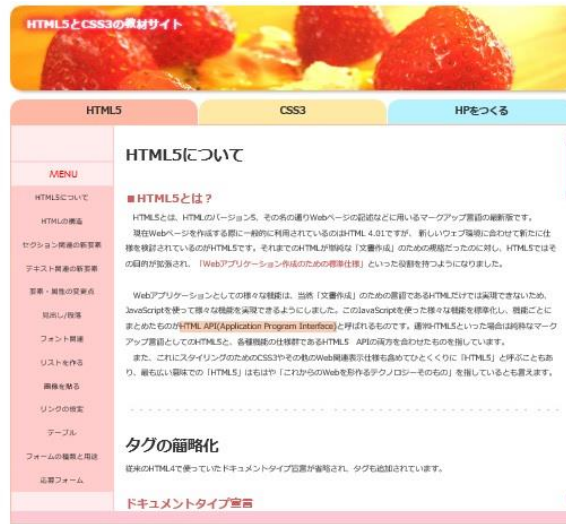 HTML5とCSS3の教材サイト
HTML5
CSS3
HPをつくる
MENU
HTML5について
HTMLの構造
セクション関連の新要素
テキスト関連の新要素
要素・属性の変更点
見出し/段落
フォント関連
リストを作る
画像を貼る
リンクの設定
テーブル
フォームの種類と用途
応募フォーム
HTML5について
■HTML5とは？
HTML5とは、HTMLのバージョン5、その名の通りWebページの記述などに用いるマークアップ言語の最新版です。
現在Webページを作成する際に一般的に利用されているのはHTML 4.01ですが、新しいウェブ環境に合わせて新たに仕
様を検討されているのがHTML5です。それまでのHTMLが単純な「文書作成」のための規格だったのに対し、HTML5ではそ
の目的が拡張され、「Webアプリケーション作成のための標準仕様」といった役割を持つようになりました。
Webアプリケーションとしての様々な機能は、当然「文書作成」のための言語であるHTMLだけでは実現できないため、
JavaScriptを使って様々な機能を実現できるようにしました。このJavaScriptを使った様々な機能を標準化し、機能ごとに
まとめたものがHTML API(Application Program Interface)と呼ばれるものです。通常HTML5といった場合は純粋なマーク
アップ言語としてのHTML5と、各種機能の仕様群であるHTML5 APIの両方を合わせたものを指しています。
また、これにスタイリングのためのCSS3やその他のWeb関連表示仕様も含めてひとくくりに「HTML5」と呼ぶこともあ
り、最も広い意味での「HTML5」はもはや「これからのWebを形作るテクノロジーそのもの」を指しているとも言えます。
タグの簡略化
従来のHTML4で使っていたドキュメントタイプ宣言が省略され、タグも追加されています。
ドキュメントタイプ宣言